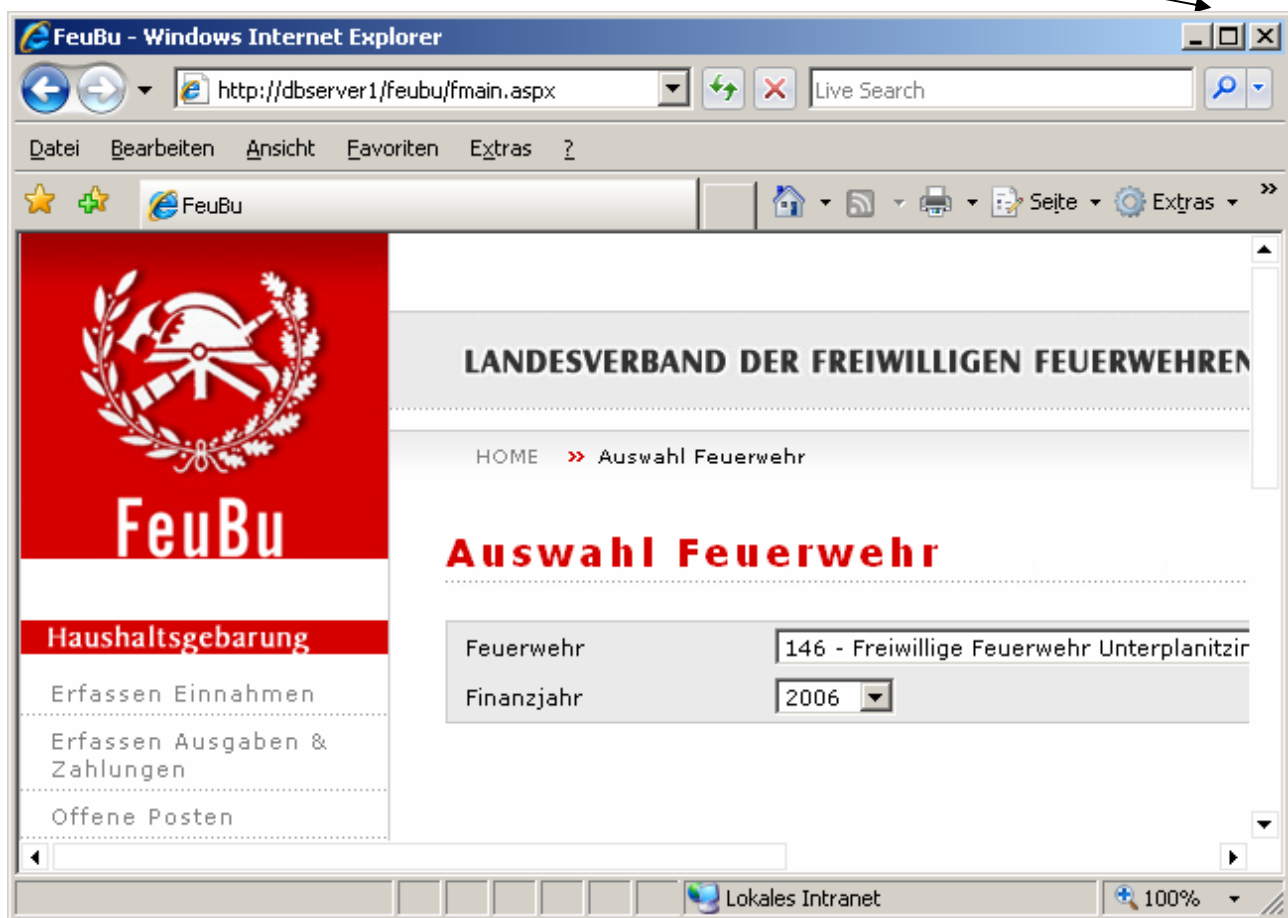 FeuBu - Windows Internet Explorer
http://dbserver1/feubu/fmain.aspx
Live Search
Datei Bearbeiten Ansicht Favoriten Extras ?
FeuBu
Seite
Extras
»
LANDESVERBAND DER FREIWILLIGEN FEUERWEHREN
HOME » Auswahl Feuerwehr
FeuBu
Auswahl Feuerwehr
Haushaltsgebarung
Feuerwehr 146 - Freiwillige Feuerwehr Unterplanitzin
Finanzjahr 2006
Erfassen Einnahmen
Erfassen Ausgaben &
Zahlungen
Offene Posten
Lokales Intranet 100%